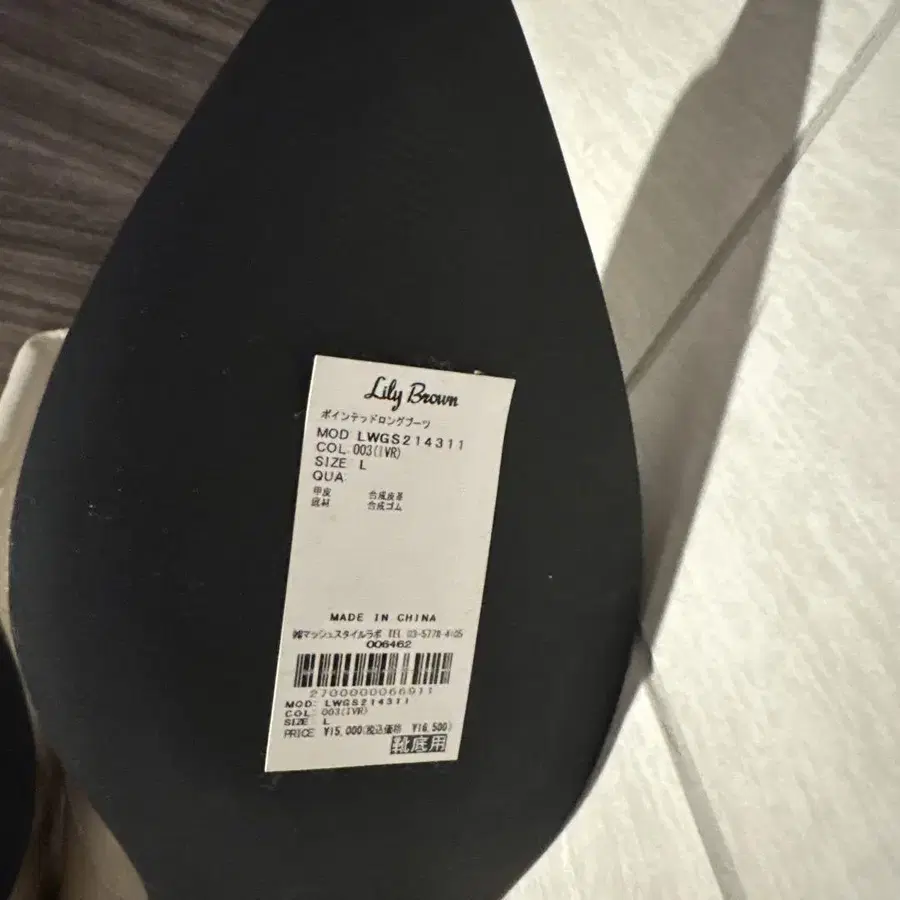 Lily Brown
ポインテッドロングブーツ
MOD LWGS214311
COL 003(IVR)
SIZE L
QUA
甲皮 合成皮革
底材 合成ゴム
MADE IN CHINA
㈱マッシュスタイルラボ TEL 03-5778-4105
006462
2700000066911
MOD: LWGS214311
COL: 003(IVR)
SIZE: L
PRICE ¥15,000(税込価格 ¥16,500)
靴底用